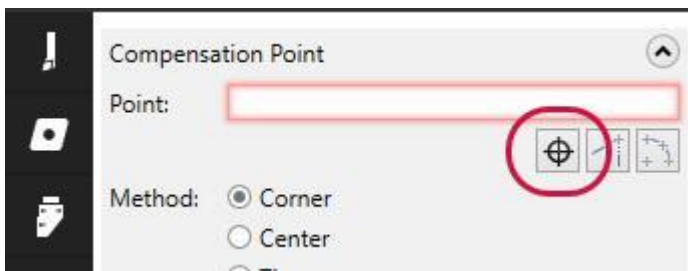 Compensation Point
Point:
Method:
Corner
Center